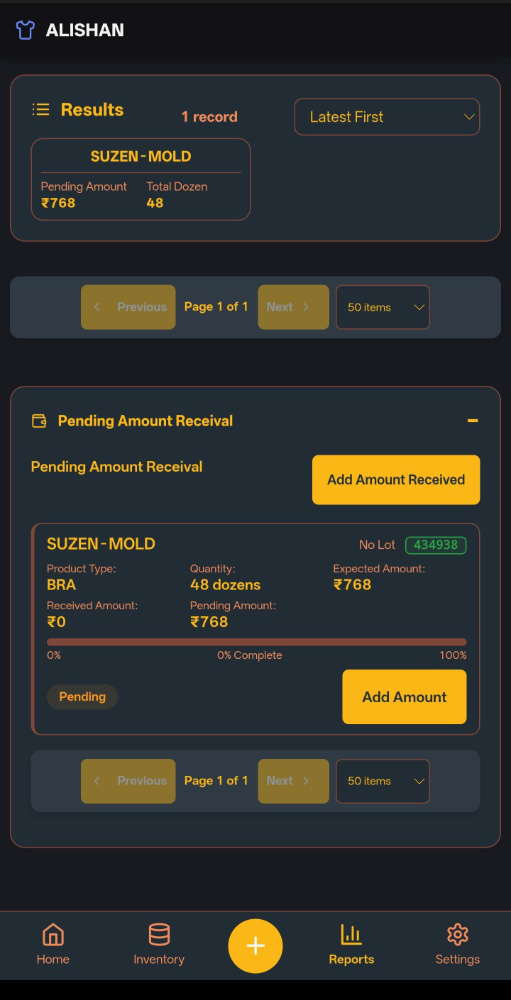 ALISHAN
Results
1 record
Latest First
SUZEN-MOLD
Pending Amount Total Dozen
₹768 48
Previous Page 1 of 1 Next 50 items
Pending Amount Receival
Pending Amount Receival
Add Amount Received
SUZEN-MOLD No Lot 434938
Product Type: Quantity: Expected Amount:
BRA 48 dozens ₹768
Received Amount: Pending Amount:
₹0 ₹768
0% 0% Complete 100%
Pending Add Amount
Previous Page 1 of 1 Next 50 items
Home Inventory Reports Settings